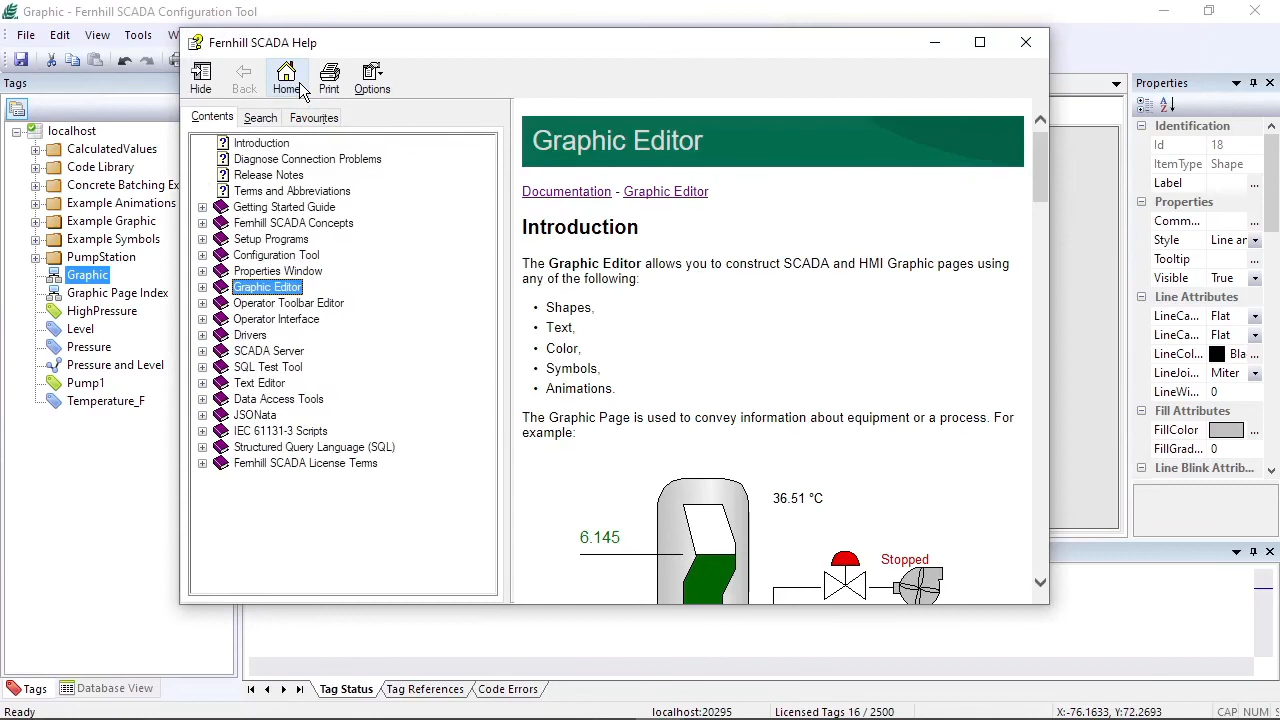 Graphic - Fernhill SCADA Configuration Tool
File Edit View Tools W
Fernhill SCADA Help
Hide Back Home Print Options
Contents Search Favourites
Introduction
Diagnose Connection Problems
Release Notes
Terms and Abbreviations
Getting Started Guide
Fernhill SCADA Concepts
Setup Programs
Configuration Tool
Properties Window
Graphic Editor
Operator Toolbar Editor
Operator Interface
Drivers
SCADA Server
SQL Test Tool
Text Editor
Data Access Tools
JSONata
IEC 61131-3 Scripts
Structured Query Language (SQL)
Fernhill SCADA License Terms
Graphic Editor
Documentation - Graphic Editor
Introduction
The Graphic Editor allows you to construct SCADA and HMI Graphic pages using
any of the following:
• Shapes,
• Text,
• Color,
• Symbols,
• Animations.
The Graphic Page is used to convey information about equipment or a process. For
example:
36.51 °C
6.145
Stopped
Tags
localhost
CalculatedValues
Code Library
Concrete Batching Ex
Example Animations
Example Graphic
Example Symbols
PumpStation
Graphic
Graphic Page Index
HighPressure
Level
Pressure
Pressure and Level
Pump1
Temperature_F
Tags Database View
Properties
Identification
Id 18
ItemType Shape
Label ...
Properties
Comm... ...
Style Line ar
Tooltip ...
Visible True
Line Attributes
LineCa... Flat
LineCa... Flat
LineCol... Bla ...
LineJoi... Miter
LineWi... 0
Fill Attributes
FillColor ...
FillGrad... 0
Line Blink Attrib...
Tag Status Tag References Code Errors
Ready localhost:20295 Licensed Tags 16 / 2500 X:-76.1633, Y:72.2693 CAP NUM S